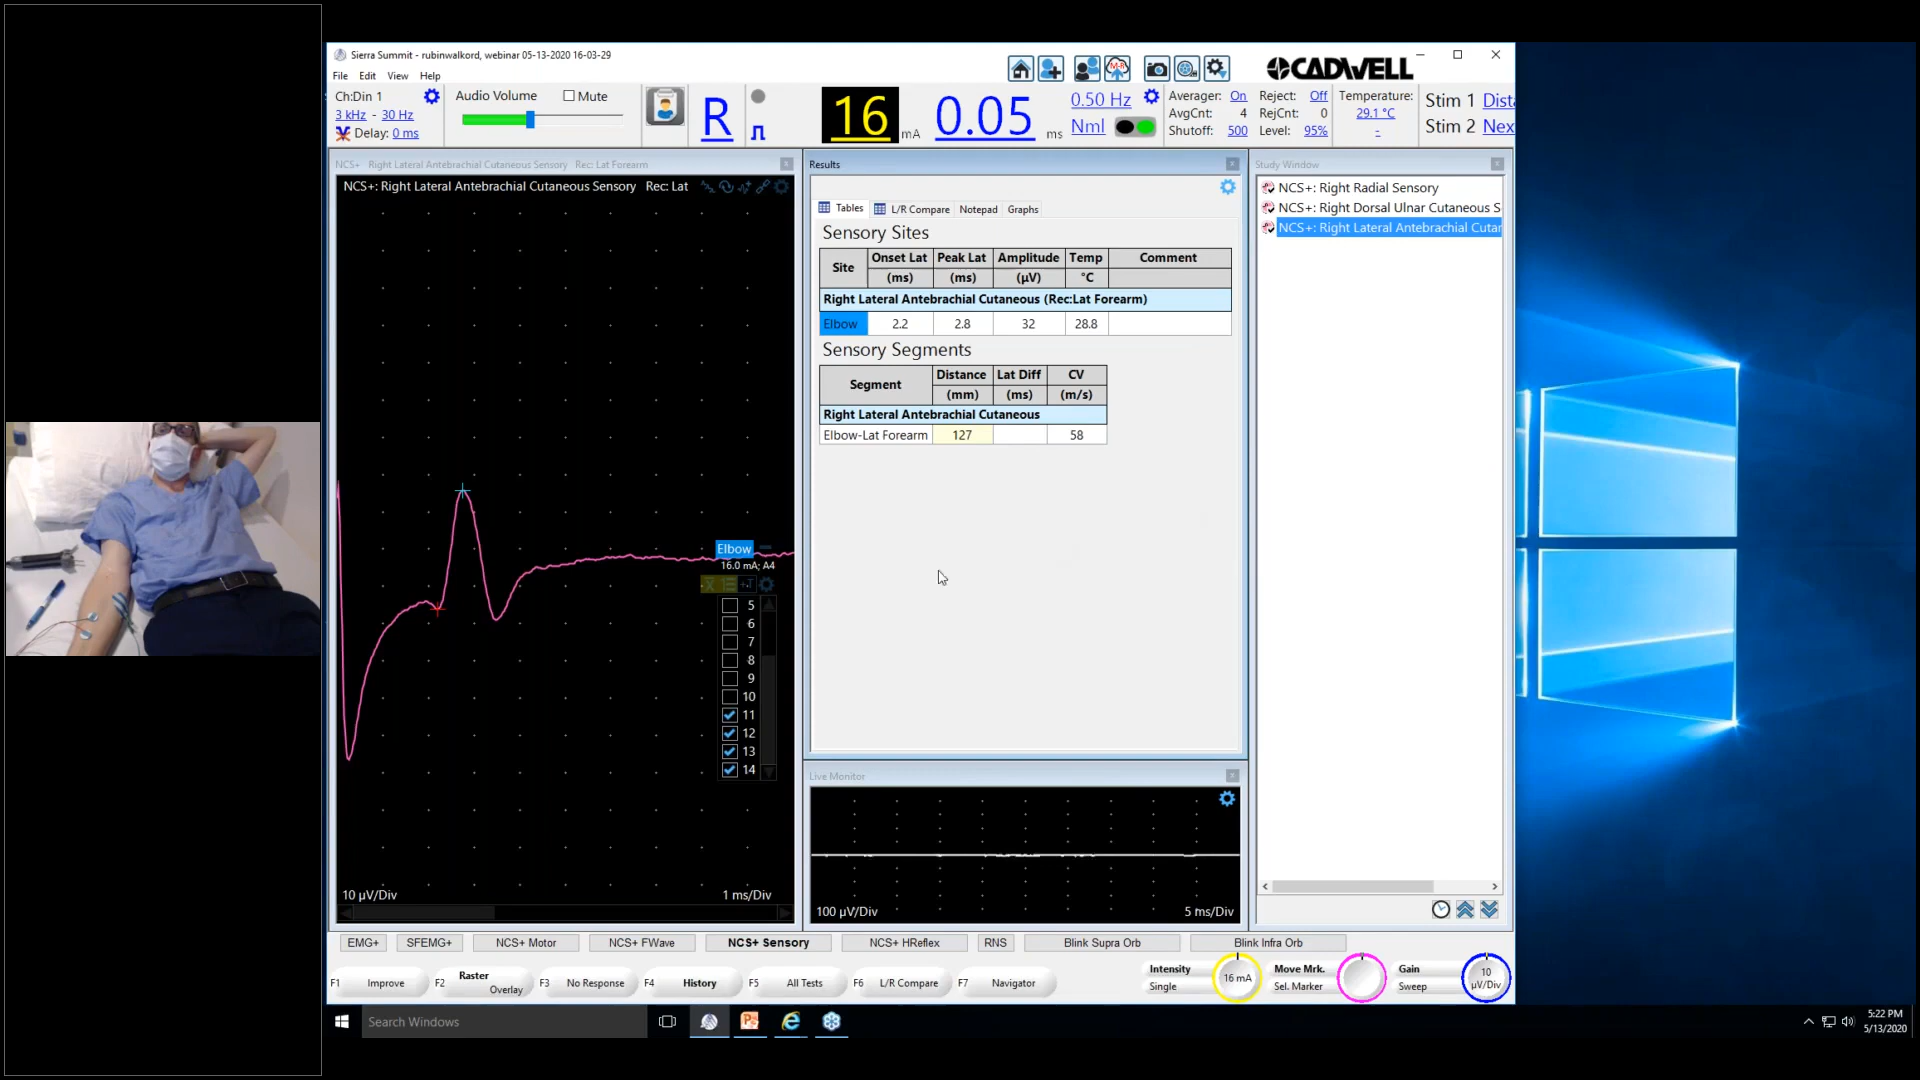 Sierra Summit - rubinwalkord, webinar 05-13-2020 16-03-29
File Edit View Help
CADWELL
Ch:Din 1
3 kHz - 30 Hz
Delay: 0 ms
Audio Volume Mute
R
16 mA
0.05 ms
0.50 Hz
Nml
Averager: On
AvgCnt: 4
Shutoff: 500
Reject: Off
RejCnt: 0
Level: 95%
Temperature:
29.1 °C
-
Stim 1 Dist
Stim 2 Nex
NCS+ Right Lateral Antebrachial Cutaneous Sensory Rec: Lat Forearm
NCS+: Right Lateral Antebrachial Cutaneous Sensory Rec: Lat
Elbow
16.0 mA; A4
5
6
7
8
9
10
11
12
13
14
10 µV/Div 1 ms/Div
Results
Tables L/R Compare Notepad Graphs
Sensory Sites
Site Onset Lat Peak Lat Amplitude Temp Comment
(ms) (ms) (µV) °C
Right Lateral Antebrachial Cutaneous (Rec:Lat Forearm)
Elbow 2.2 2.8 32 28.8
Sensory Segments
Segment Distance Lat Diff CV
(mm) (ms) (m/s)
Right Lateral Antebrachial Cutaneous
Elbow-Lat Forearm 127 58
Live Monitor
100 µV/Div 5 ms/Div
Study Window
NCS+: Right Radial Sensory
NCS+: Right Dorsal Ulnar Cutaneous S
NCS+: Right Lateral Antebrachial Cutar
EMG+ SFEMG+ NCS+ Motor NCS+ FWave NCS+ Sensory NCS+ HReflex RNS Blink Supra Orb Blink Infra Orb
F1 Improve F2 Raster Overlay F3 No Response F4 History F5 All Tests F6 L/R Compare F7 Navigator
Intensity
Single
16 mA
Move Mrk.
Sel. Marker
Gain
Sweep
10
µV/Div
Search Windows
5:22 PM
5/13/2020